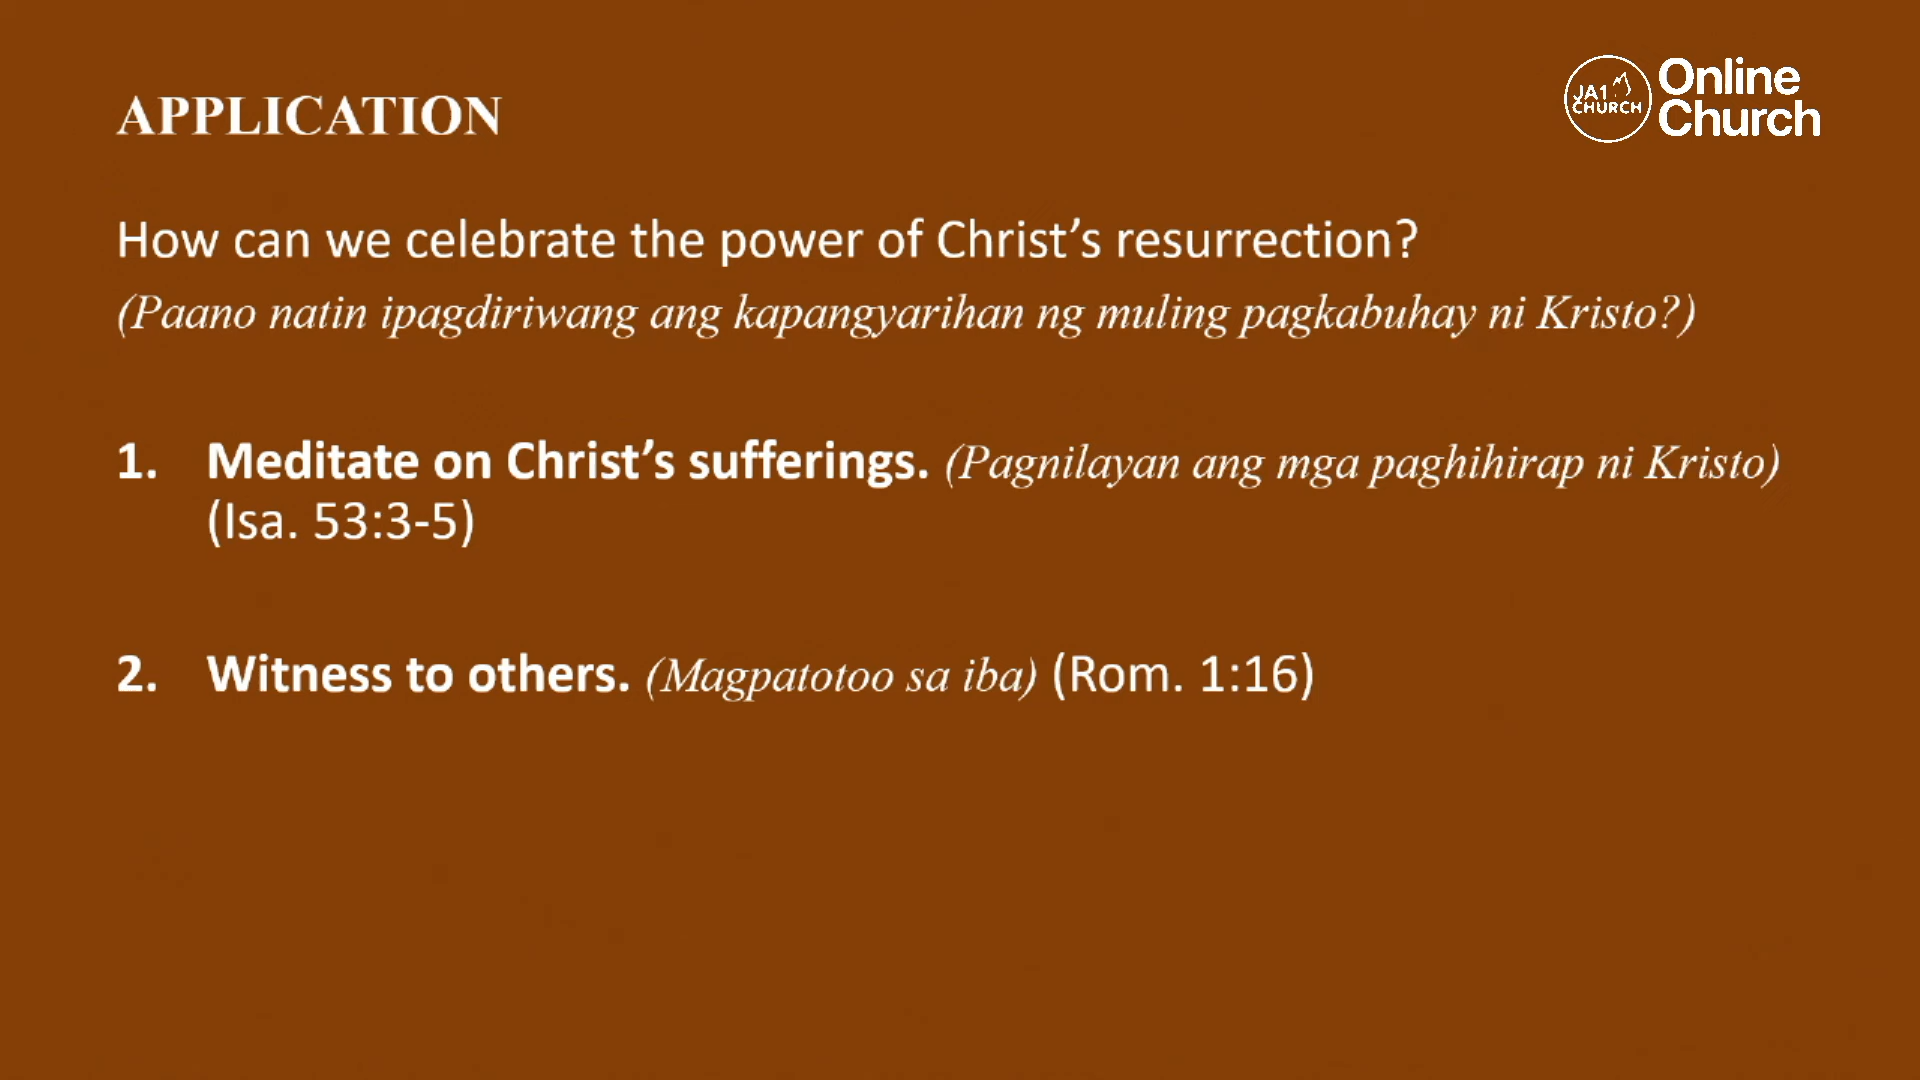 APPLICATION
JA1
CHURCH
Online
Church
How can we celebrate the power of Christ’s resurrection?
(Paano natin ipagdiriwang ang kapangyarihan ng muling pagkabuhay ni Kristo?)
1. Meditate on Christ’s sufferings. (Pagnilayan ang mga paghihirap ni Kristo)
(Isa. 53:3-5)
2. Witness to others. (Magpatotoo sa iba) (Rom. 1:16)